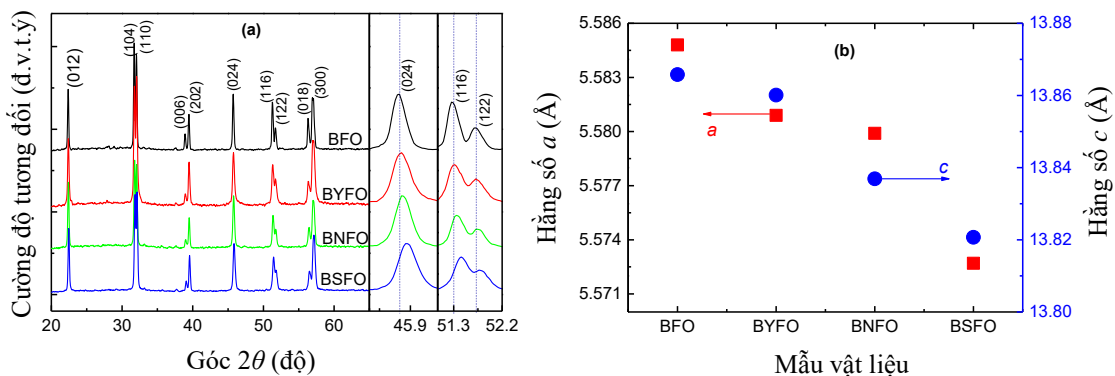 (a)
(012)
(104)
(110)
(006)
(202)
(024)
(116)
(122)
(018)
(300)
(024)
(116)
(122)
BFO
BYFO
BNFO
BSFO
Cường độ tương đối (đ.v.t.ý)
20 30 40 50 60 45.9 51.3 52.2
Góc 2θ (độ)
(b)
5.586
5.583
5.580
5.577
5.574
5.571
Hằng số a (Å)
a
c
13.88
13.86
13.84
13.82
13.80
Hằng số c (Å)
BFO BYFO BNFO BSFO
Mẫu vật liệu